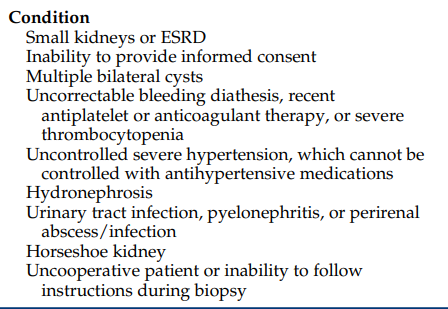 Condition
Small kidneys or ESRD
Inability to provide informed consent
Multiple bilateral cysts
Uncorrectable bleeding diathesis, recent
antiplatelet or anticoagulant therapy, or severe
thrombocytopenia
Uncontrolled severe hypertension, which cannot be
controlled with antihypertensive medications
Hydronephrosis
Urinary tract infection, pyelonephritis, or perirenal
abscess/infection
Horseshoe kidney
Uncooperative patient or inability to follow
instructions during biopsy